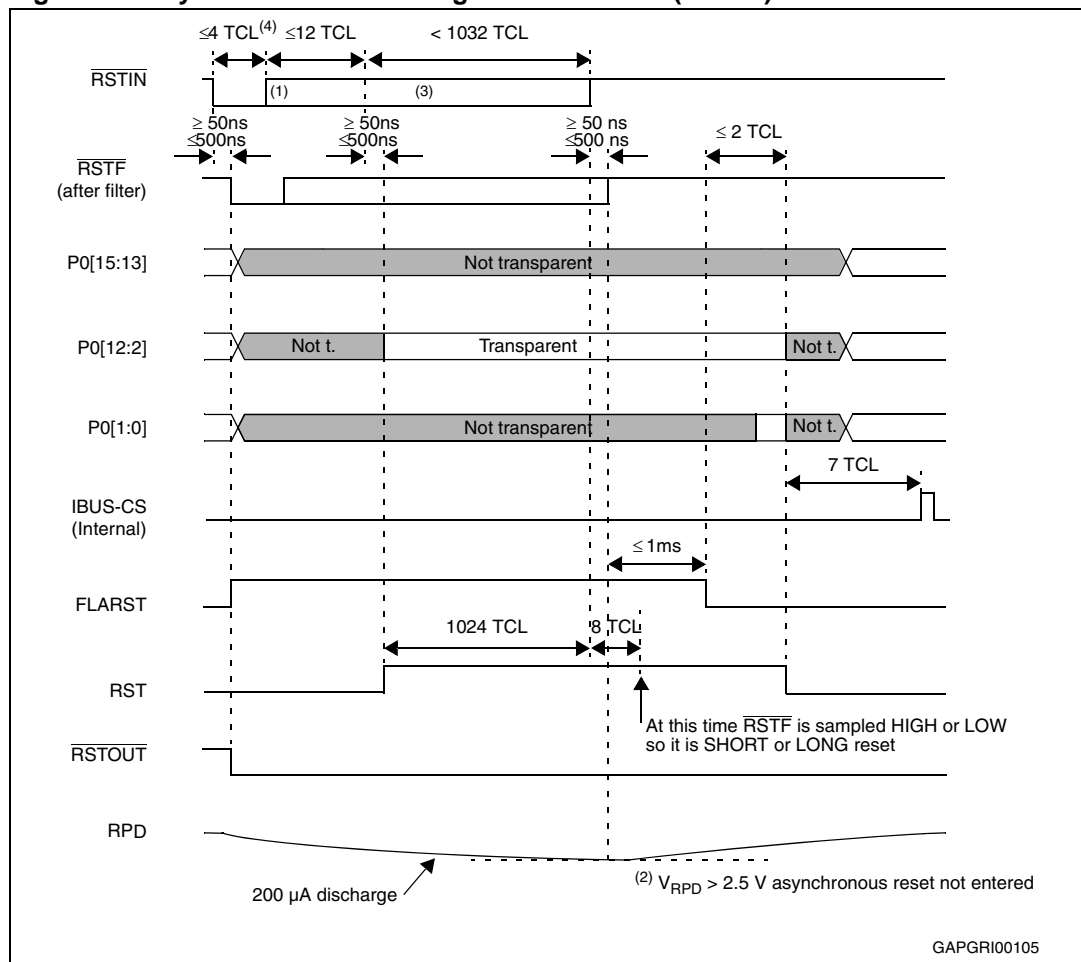 ≤4 TCL(4) ≤12 TCL < 1032 TCL
RSTIN
(1) (3)
≥ 50ns ≥ 50ns ≥ 50 ns
≤500ns ≤500ns ≤500 ns ≤ 2 TCL
RSTF
(after filter)
P0[15:13] Not transparent
P0[12:2] Not t. Transparent Not t.
P0[1:0] Not transparent Not t.
7 TCL
IBUS-CS
(Internal)
≤ 1ms
FLARST
1024 TCL 8 TCL
RST
At this time RSTF is sampled HIGH or LOW
so it is SHORT or LONG reset
RSTOUT
RPD
200 µA discharge
(2) VRPD > 2.5 V asynchronous reset not entered
GAPGRI00105